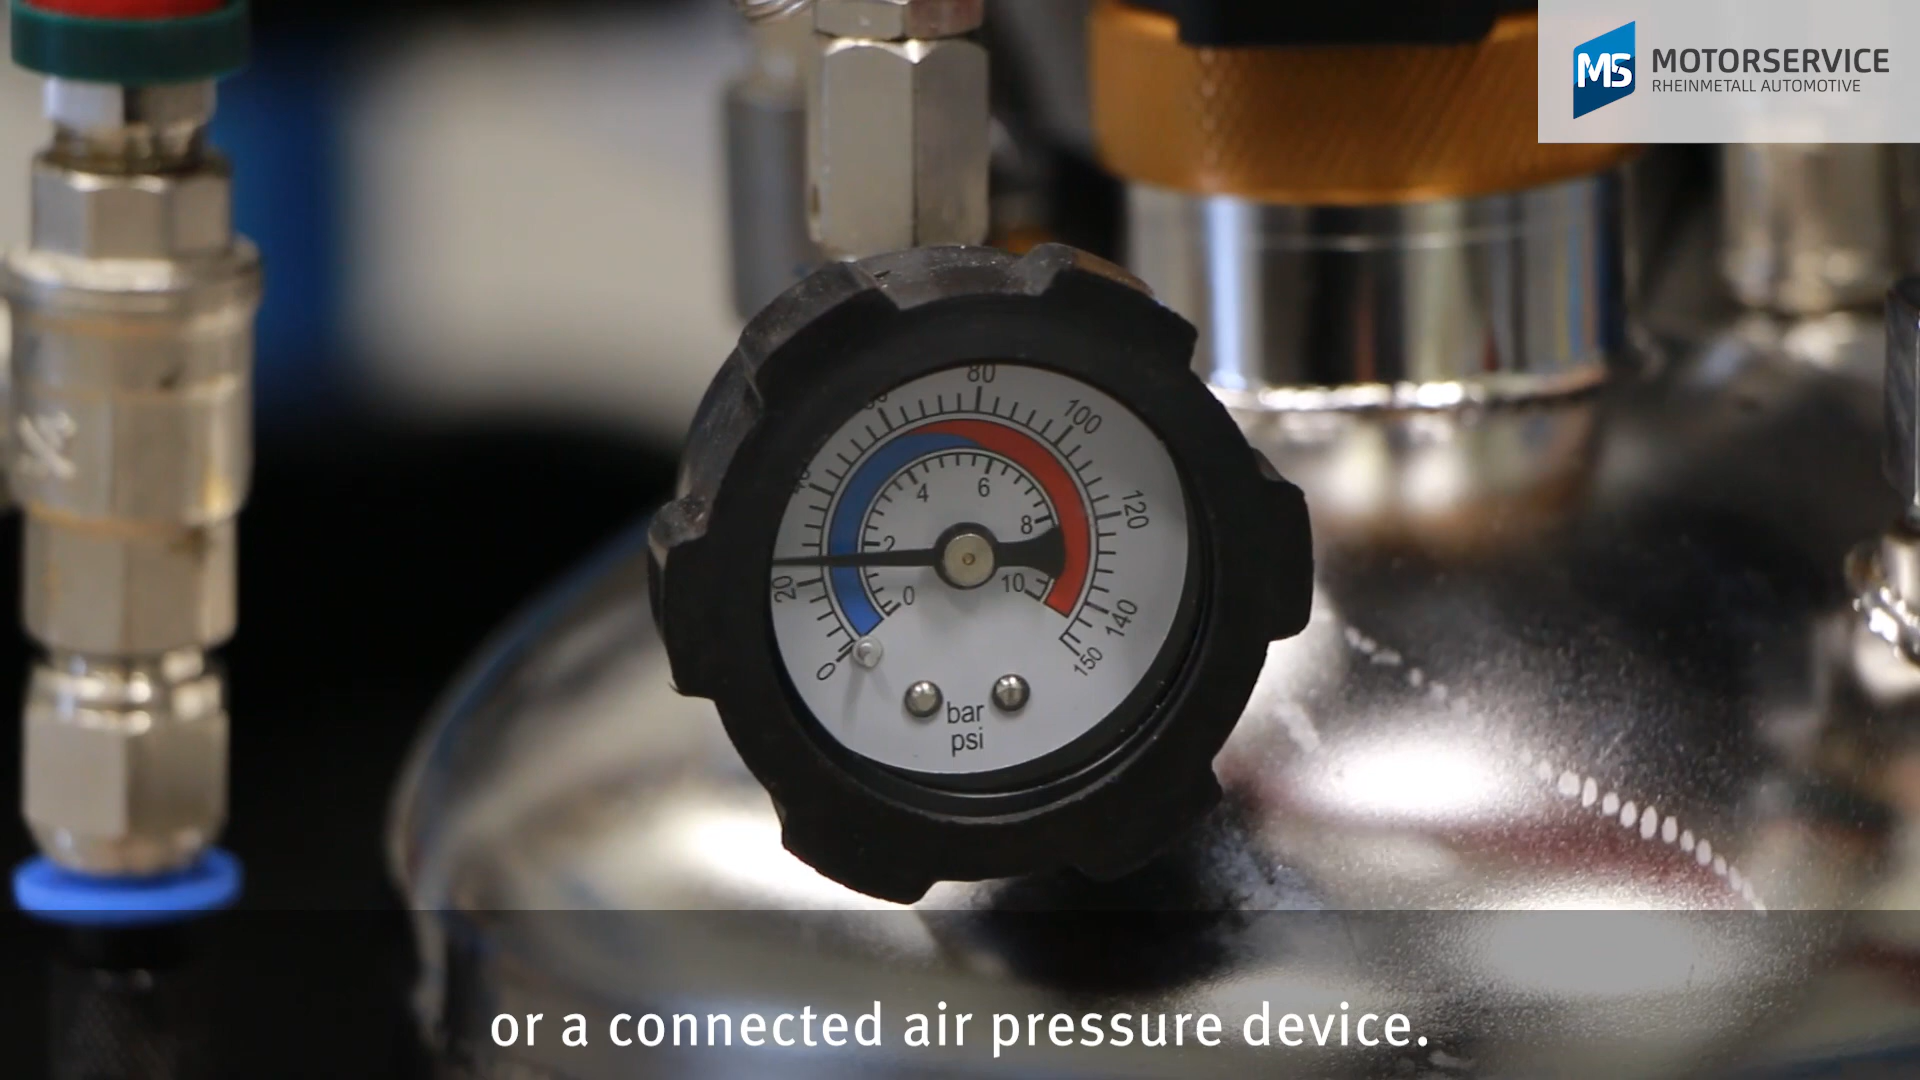 MS
MOTORSERVICE
RHEINMETALL AUTOMOTIVE
80
100
120
140
150
20
0
0
2
4
6
8
10
bar
psi
or a connected air pressure device.